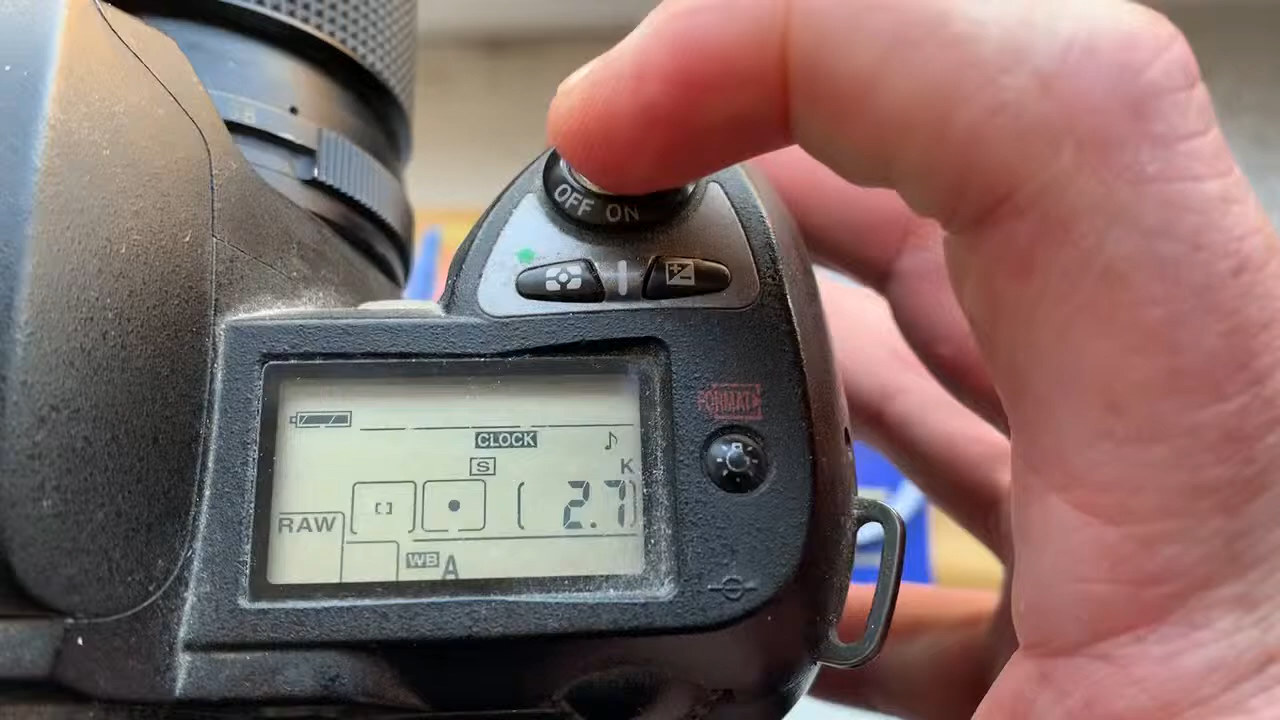 OFF ON
FORMAT
CLOCK
S
K
[ 2.7]
RAW
WB A